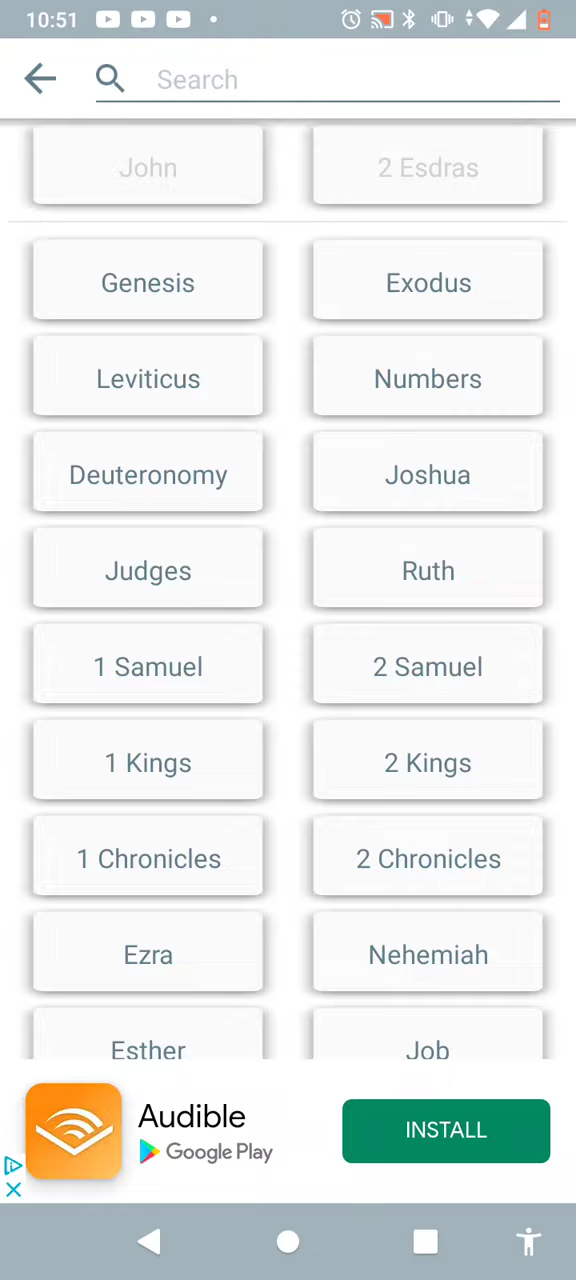 10:51
Search
John 2 Esdras
Genesis Exodus
Leviticus Numbers
Deuteronomy Joshua
Judges Ruth
1 Samuel 2 Samuel
1 Kings 2 Kings
1 Chronicles 2 Chronicles
Ezra Nehemiah
Esther Job
Audible
Google Play
INSTALL